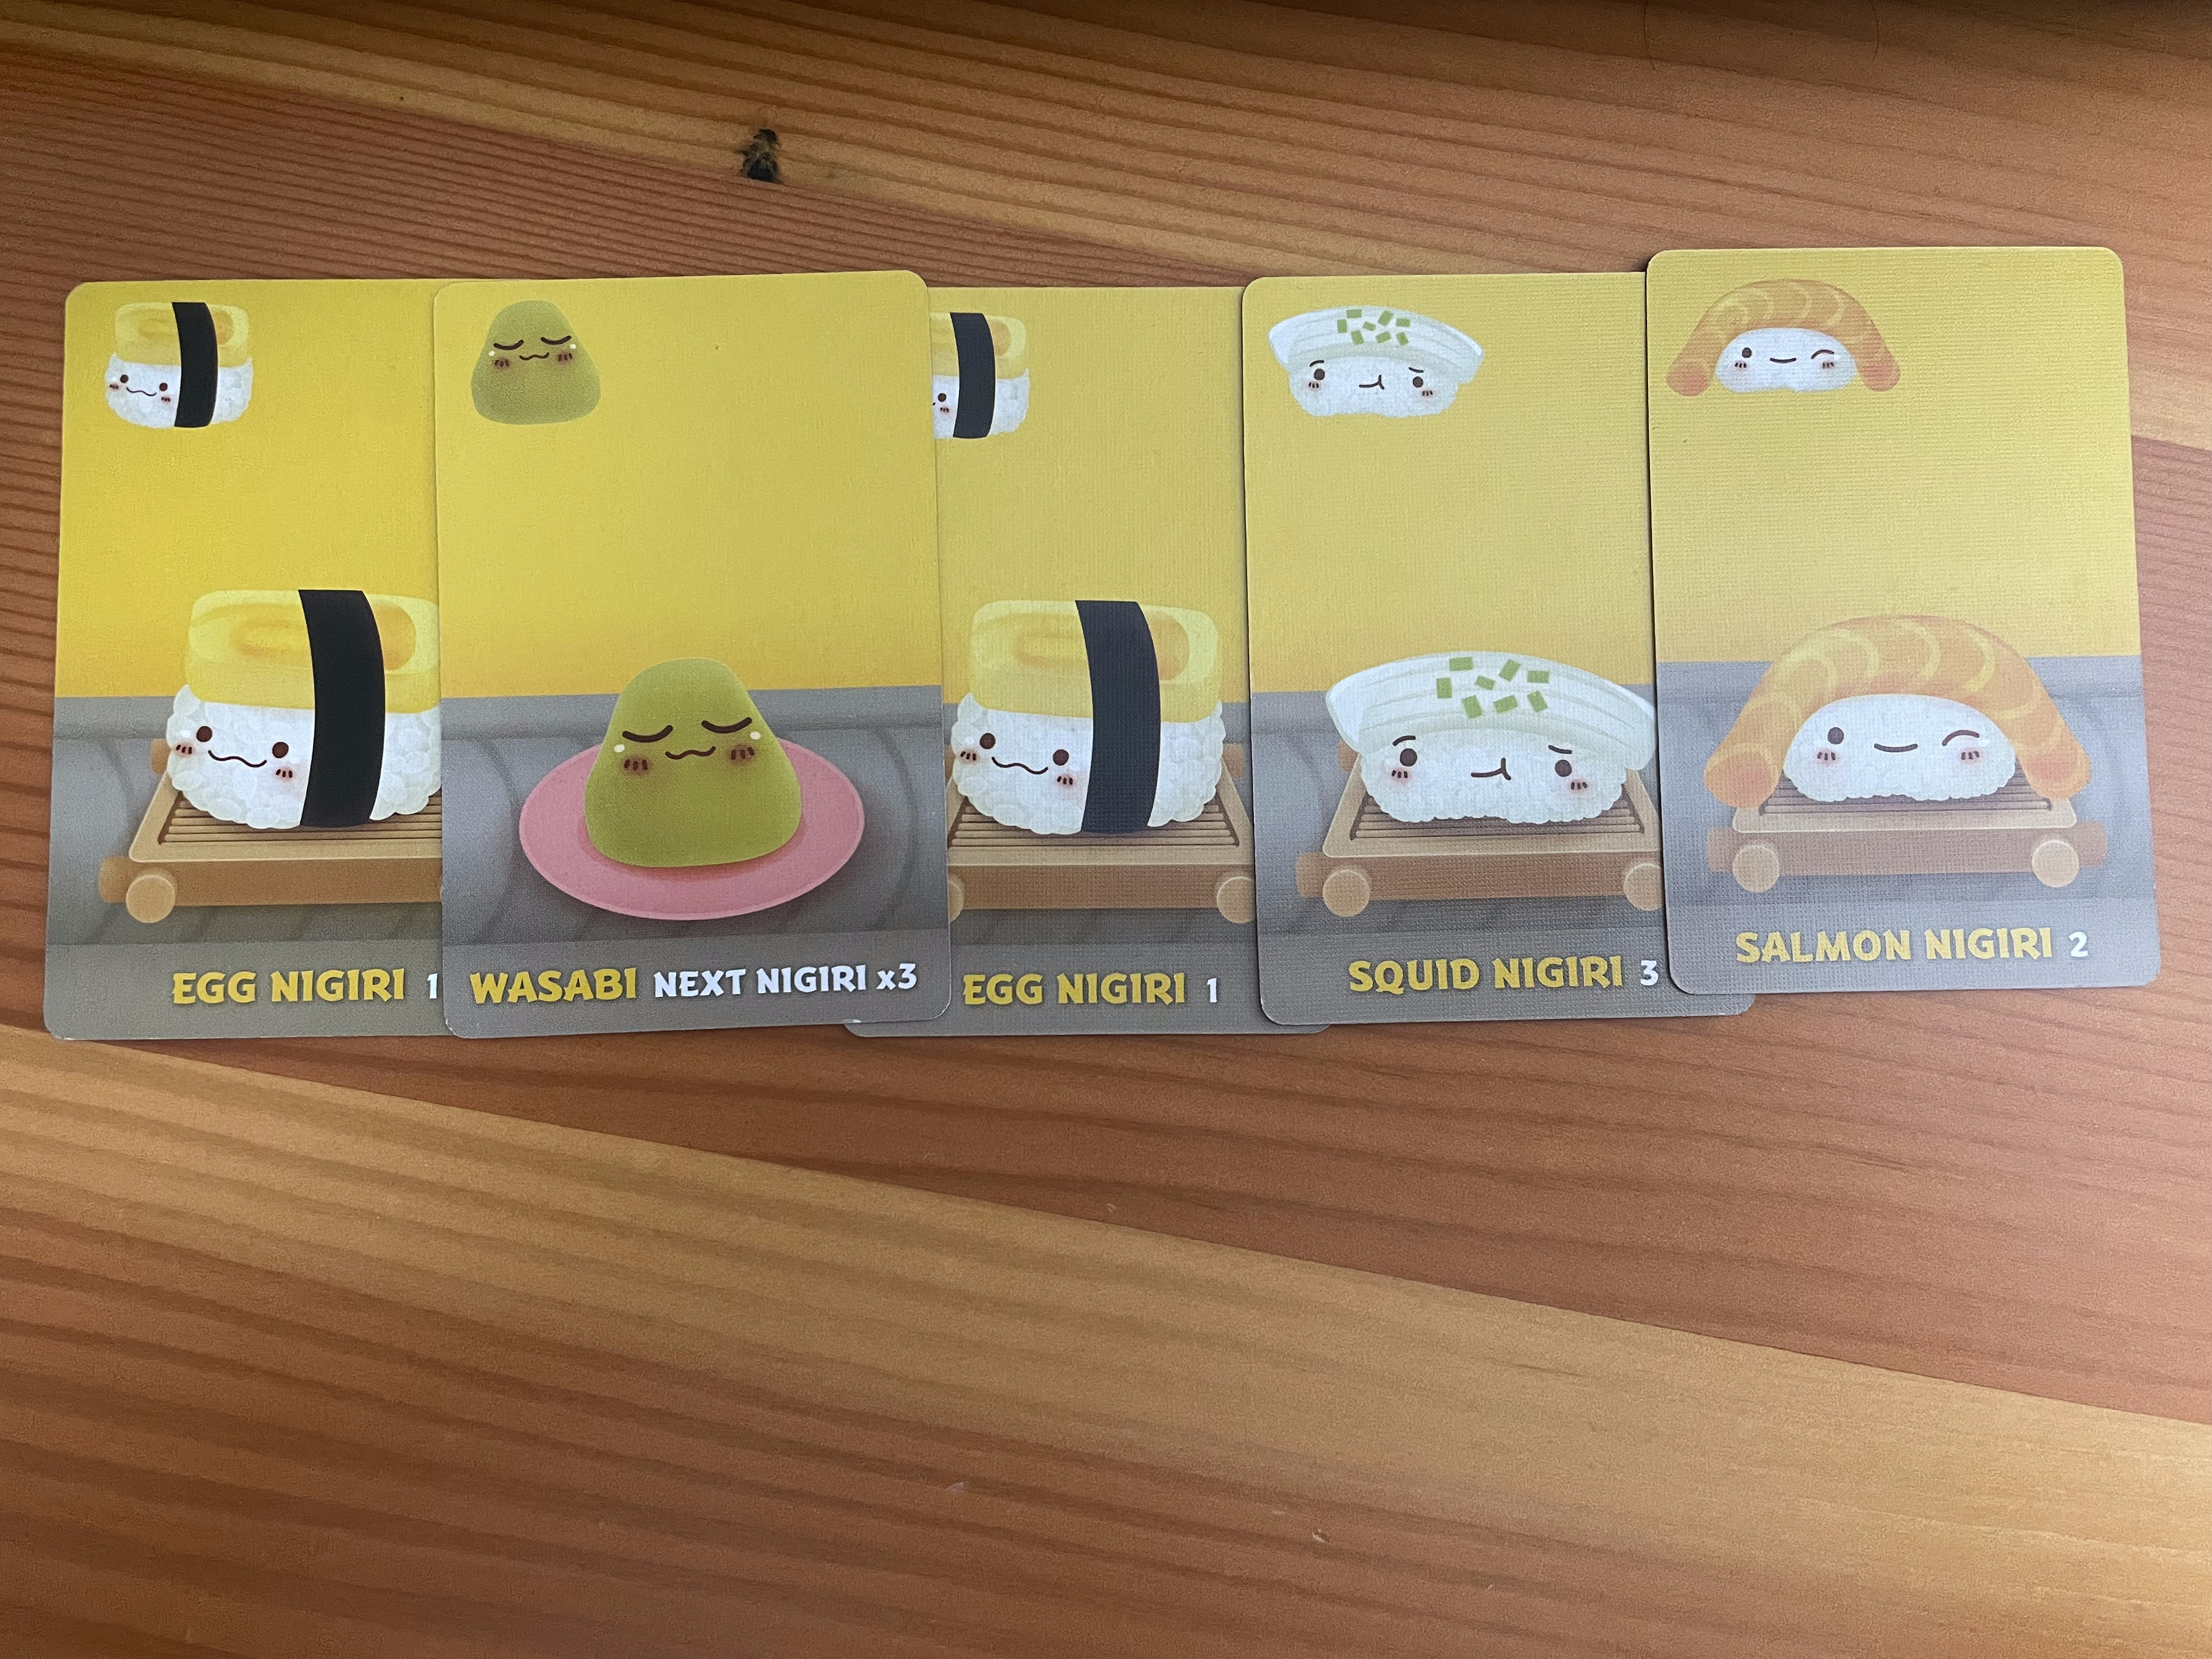 EGG NIGIRI 1
WASABI NEXT NIGIRI x3
EGG NIGIRI 1
SQUID NIGIRI 3
SALMON NIGIRI 2